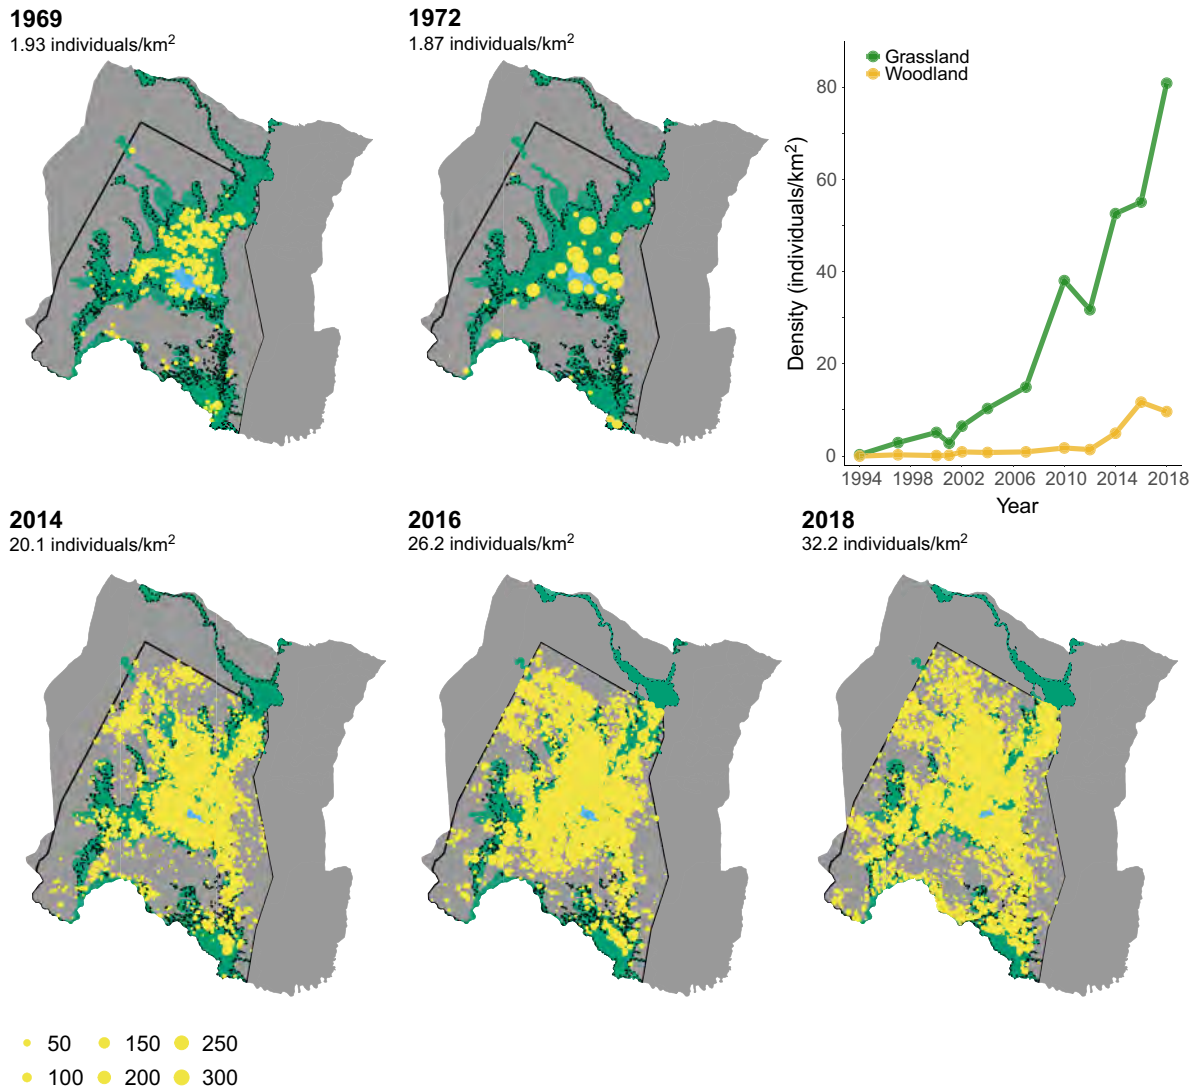 1969
1.93 individuals/km²
1972
1.87 individuals/km²
Grassland
Woodland
80
60
40
20
0
Density (individuals/km²)
1994 1998 2002 2006 2010 2014 2018
Year
2014
20.1 individuals/km²
2016
26.2 individuals/km²
2018
32.2 individuals/km²
50 150 250
100 200 300